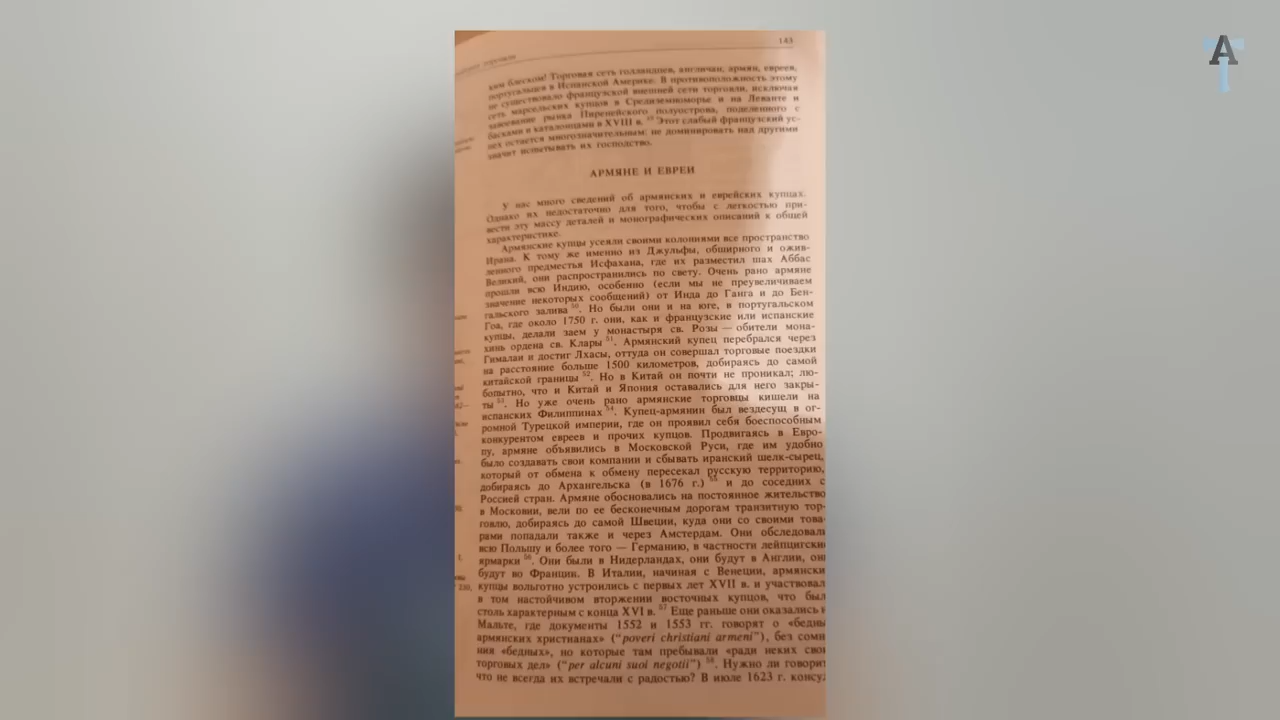 143
ким блеском! Торговая сеть голландцев, англичан, армян, евреев,
португальцев в Испанской Америке. В противоположность этому
не существовало французской внешней сети торговли, исключая
сеть марсельских купцов в Средиземноморье и на Леванте и
завоевание рынка Пиренейского полуострова, поделенного с
басками и каталонцами в XVIII в. Этот слабый французский ус-
пех остается многозначительным: не доминировать над другими
значит испытывать их господство.
АРМЯНЕ И ЕВРЕИ
У нас много сведений об армянских и еврейских купцах.
Однако их недостаточно для того, чтобы с легкостью при-
вести эту массу деталей и монографических описаний к общей
характеристике.
Армянские купцы усеяли своими колониями все пространство
Ирана. К тому же именно из Джульфы, обширного и ожив-
ленного предместья Исфахана, где их разместил шах Аббас
Великий, они распространились по свету. Очень рано армяне
прошли всю Индию, особенно (если мы не преувеличиваем
значение некоторых сообщений) от Инда до Ганга и до Бен-
гальского залива 50. Но были они и на юге, в португальском
Гоа, где около 1750 г. они, как и французские или испанские
купцы, делали заем у монастыря св. Розы — обители мона-
хинь ордена св. Клары 51. Армянский купец перебрался через
Гималаи и достиг Лхасы, оттуда он совершал торговые поездки
на расстояние больше 1500 километров, добираясь до самой
китайской границы 52. Но в Китай он почти не проникал; лю-
бопытно, что и Китай и Япония оставались для него закры-
ты 53. Но уже очень рано армянские торговцы кишели на
испанских Филиппинах 54. Купец-армянин был вездесущ в ог-
ромной Турецкой империи, где он проявил себя боеспособным
конкурентом евреев и прочих купцов. Продвигаясь в Евро-
пу, армяне объявились в Московской Руси, где им удобно
было создавать свои компании и сбывать иранский шелк-сырец,
который от обмена к обмену пересекал русскую территорию,
добираясь до Архангельска (в 1676 г.) 55 и до соседних с
Россией стран. Армяне обосновались на постоянное жительство
в Московии, вели по ее бесконечным дорогам транзитную тор-
говлю, добираясь до самой Швеции, куда они со своими това-
рами попадали также и через Амстердам. Они обследовали
всю Польшу и более того — Германию, в частности лейпцигски
ярмарки 56. Они были в Нидерландах, они будут в Англии, они
будут во Франции. В Италии, начиная с Венеции, армянски
купцы вольготно устроились с первых лет XVII в. и участвовал
в том настойчивом вторжении восточных купцов, что был
столь характерным с конца XVI в. 57 Еще раньше они оказались
Мальте, где документы 1552 и 1553 гг. говорят о «бедны
армянских христианах» ("poveri christiani armeni"), без сомн
ния «бедных», но которые там пребывали «ради неких свои
торговых дел» ("per alcuni suoi negotii") 58. Нужно ли говорит
что не всегда их встречали с радостью? В июле 1623 г. консу